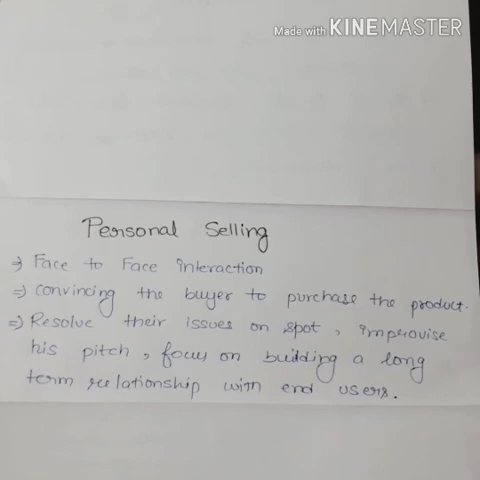 Made with KINEMASTER
Personal Selling
⇒ Face to Face interaction
⇒ convincing the buyer to purchase the product.
⇒ Resolve their issues on spot, improuise
his pitch, focus on building a long
term relationship with end users.